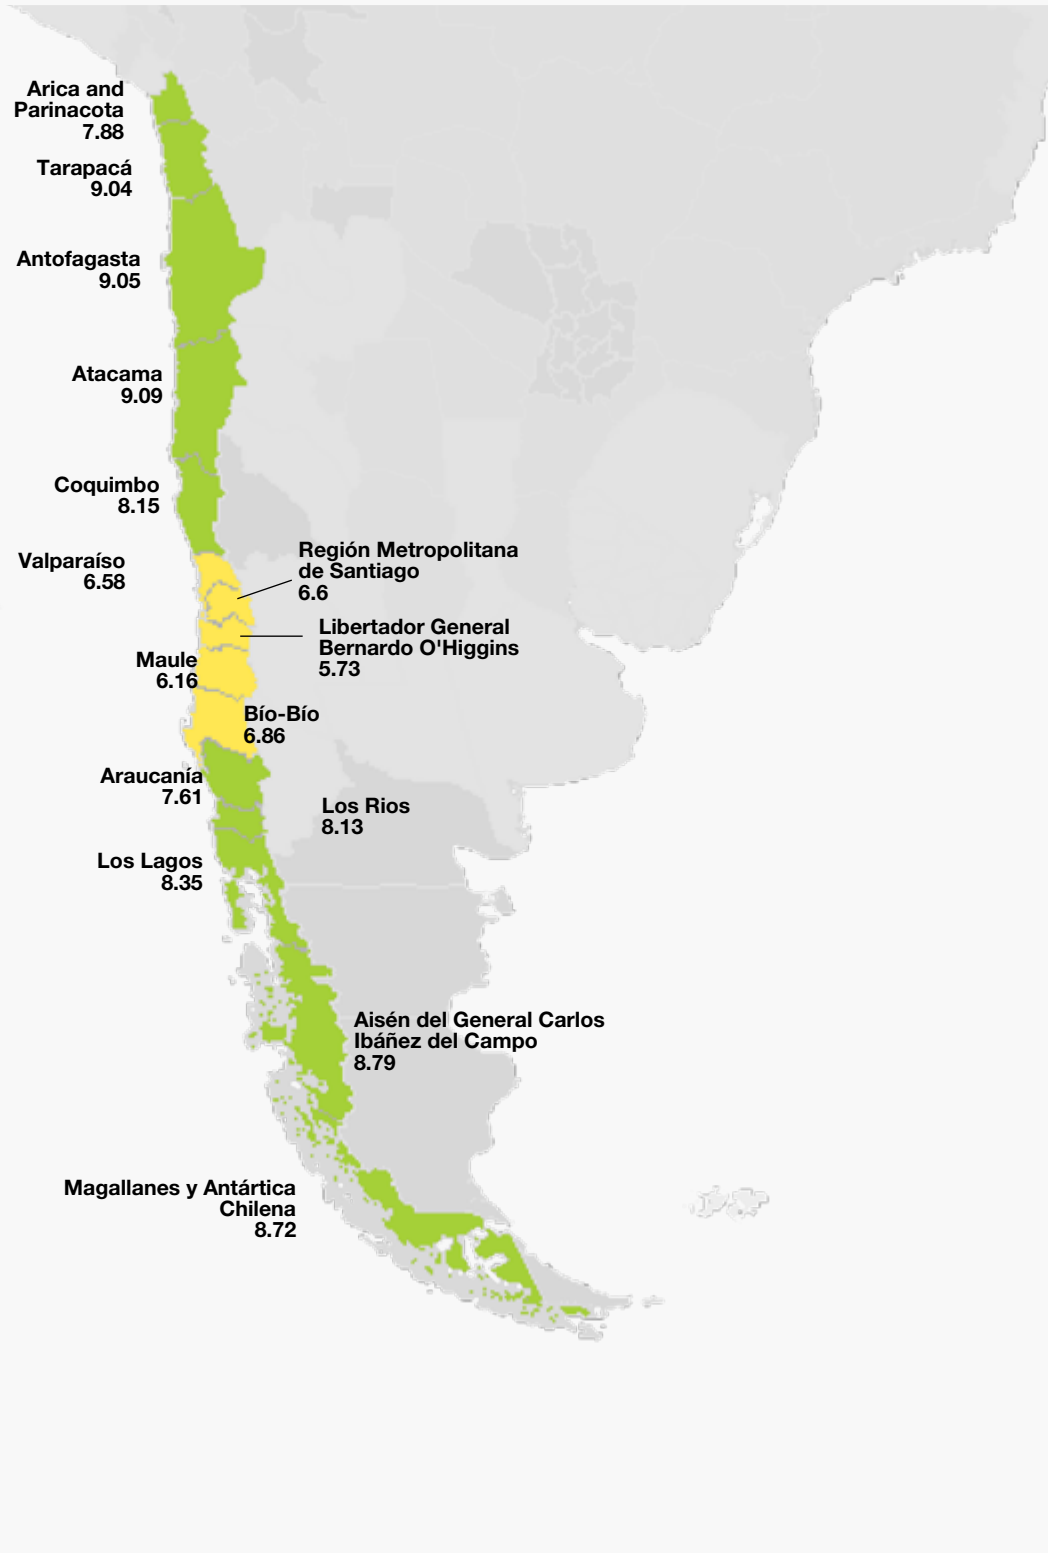 Arica and
Parinacota
7.88
Tarapacá
9.04
Antofagasta
9.05
Atacama
9.09
Coquimbo
8.15
Valparaíso
6.58
Región Metropolitana
de Santiago
6.6
Libertador General
Bernardo O'Higgins
5.73
Maule
6.16
Bío-Bío
6.86
Araucanía
7.61
Los Rios
8.13
Los Lagos
8.35
Aisén del General Carlos
Ibáñez del Campo
8.79
Magallanes y Antártica
Chilena
8.72